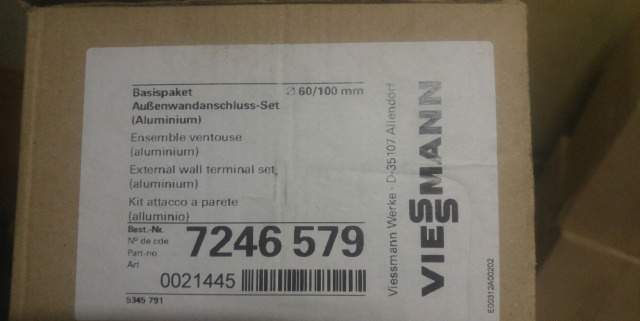 Basispaket ⌀ 60/100 mm
Außenwandanschluss-Set
(Aluminium)
Ensemble ventouse
(aluminium)
External wall terminal set,
(aluminium)
Kit attacco a parete
(alluminio)
Best.-Nr.
N° de cde
Part-no
Art
7246 579
0021445
5345 791
Viessmann Werke · D-35107 Allendorf
VIESSMANN
E00312A00202